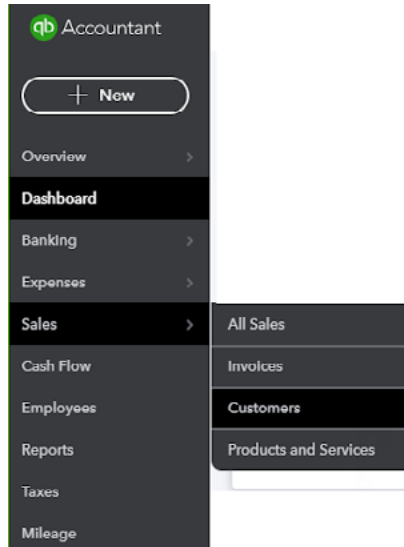 qb Accountant
+ New
Overview >
Dashboard
Banking >
Expenses >
Sales >
All Sales
Invoices
Customers
Products and Services
Cash Flow
Employees
Reports
Taxes
Mileage